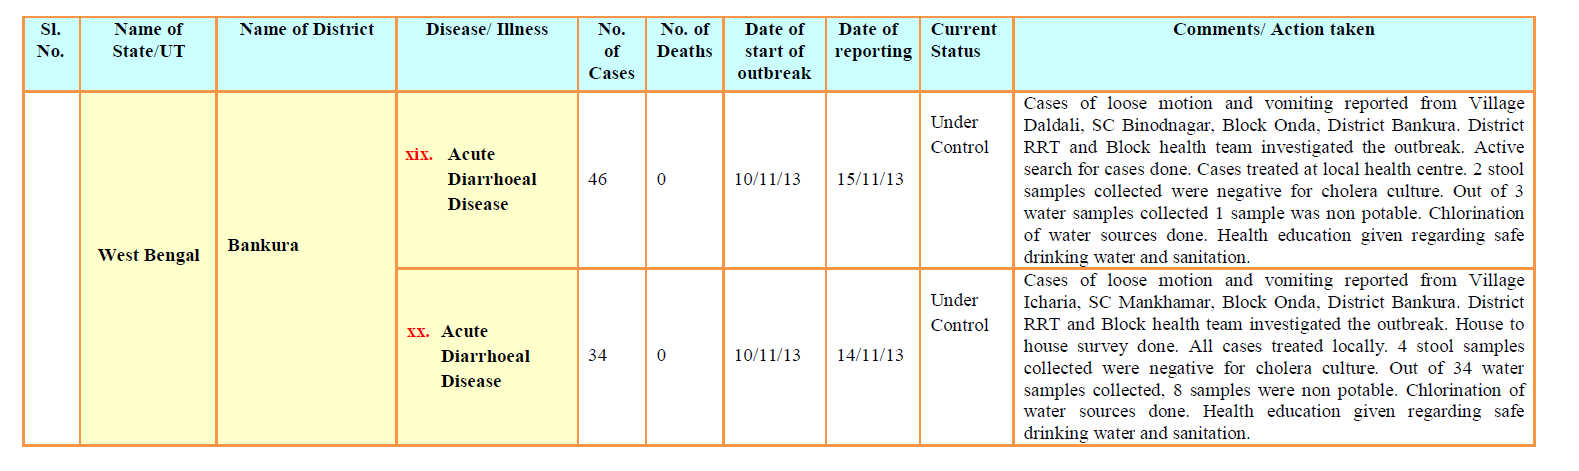 Sl. No.
Name of State/UT
Name of District
Disease/ Illness
No. of Cases
No. of Deaths
Date of start of outbreak
Date of reporting
Current Status
Comments/ Action taken
West Bengal
Bankura
xix. Acute
Diarrhoeal
Disease
46
0
10/11/13
15/11/13
Under
Control
Cases of loose motion and vomiting reported from Village
Daldali, SC Binodnagar, Block Onda, District Bankura. District
RRT and Block health team investigated the outbreak. Active
search for cases done. Cases treated at local health centre. 2 stool
samples collected were negative for cholera culture. Out of 3
water samples collected 1 sample was non potable. Chlorination
of water sources done. Health education given regarding safe
drinking water and sanitation.
xx. Acute
Diarrhoeal
Disease
34
0
10/11/13
14/11/13
Under
Control
Cases of loose motion and vomiting reported from Village
Icharia, SC Mankhamar, Block Onda, District Bankura. District
RRT and Block health team investigated the outbreak. House to
house survey done. All cases treated locally. 4 stool samples
collected were negative for cholera culture. Out of 34 water
samples collected, 8 samples were non potable. Chlorination of
water sources done. Health education given regarding safe
drinking water and sanitation.